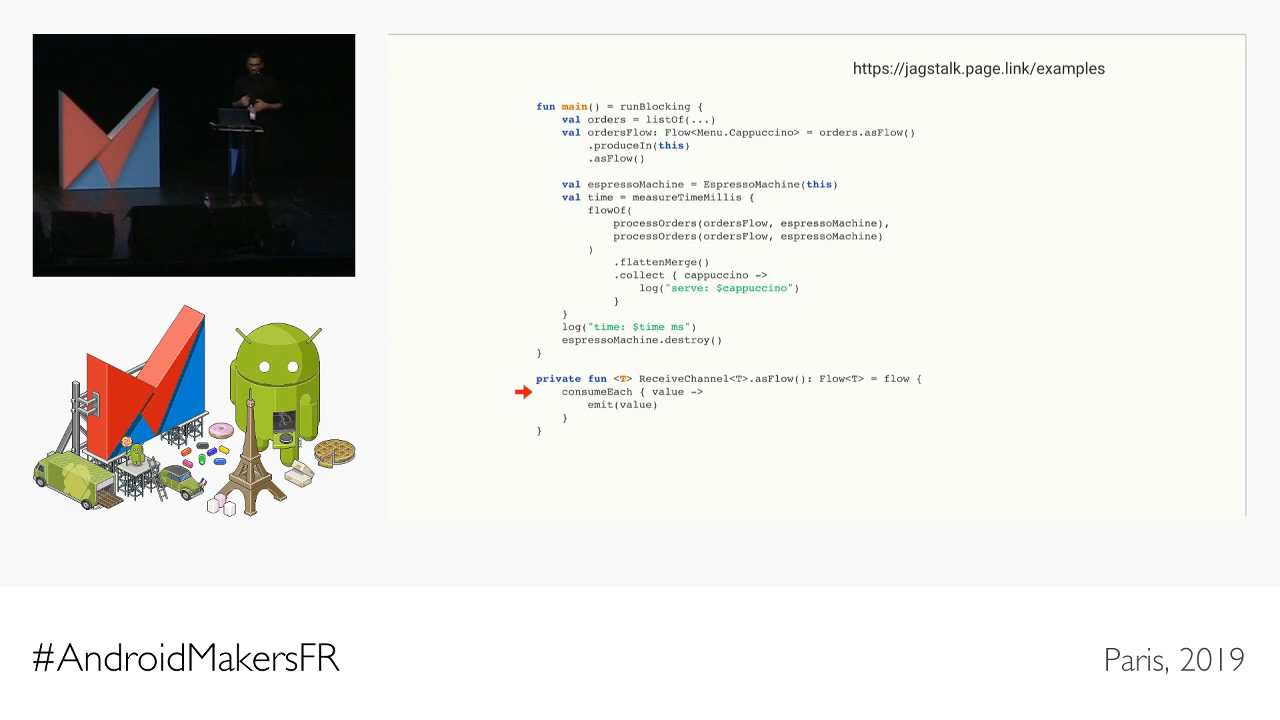 https://jagstalk.page.link/examples
fun main() = runBlocking {
    val orders = listOf(...)
    val ordersFlow: Flow<Menu.Cappuccino> = orders.asFlow()
        .produceIn(this)
        .asFlow()

    val espressoMachine = EspressoMachine(this)
    val time = measureTimeMillis {
        flowOf(
            processOrders(ordersFlow, espressoMachine),
            processOrders(ordersFlow, espressoMachine)
        )
            .flattenMerge()
            .collect { cappuccino ->
                log("serve: $cappuccino")
            }
    }
    log("time: $time ms")
    espressoMachine.destroy()
}

private fun <T> ReceiveChannel<T>.asFlow(): Flow<T> = flow {
    consumeEach { value ->
        emit(value)
    }
}
#AndroidMakersFR
Paris, 2019